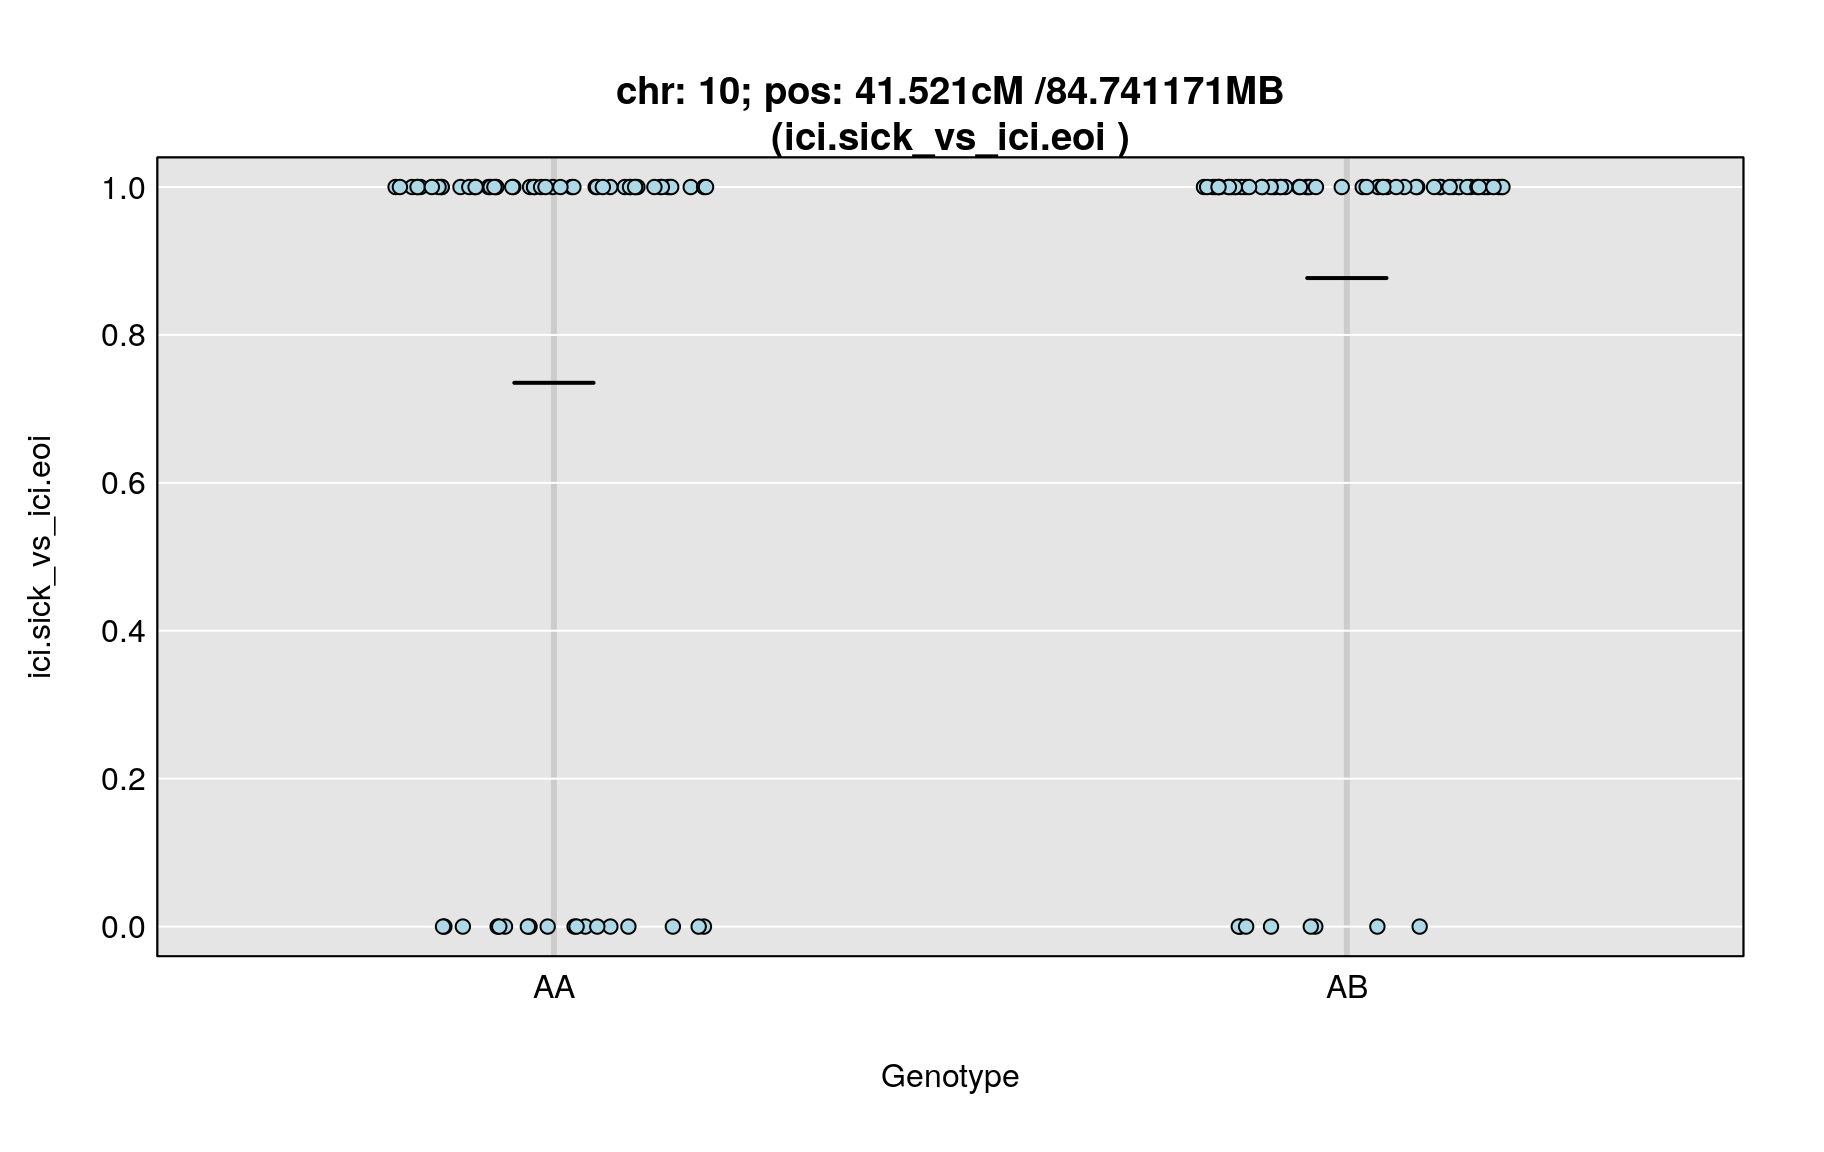 chr: 10; pos: 41.521cM /84.741171MB
(ici.sick_vs_ici.eoi )
ici.sick_vs_ici.eoi
1.0
0.8
0.6
0.4
0.2
0.0
AA AB
Genotype